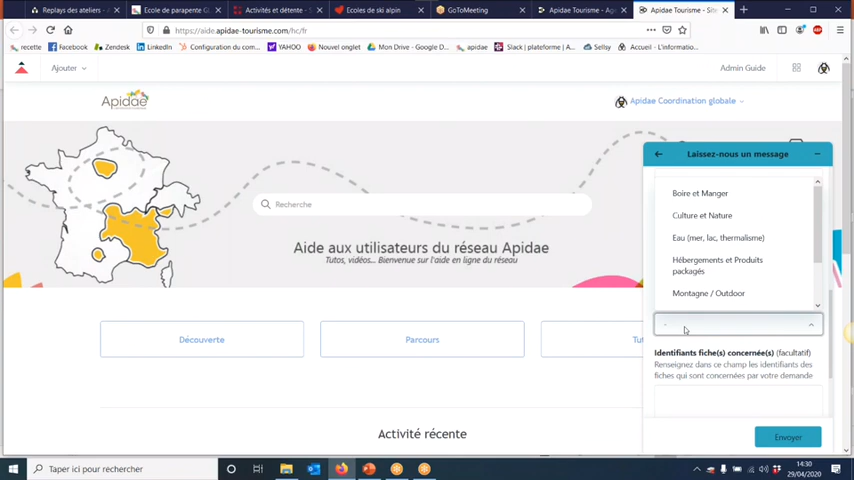 Replays des ateliers - A
Ecole de parapente G
Activités et détente - S
Ecoles de ski alpin
GoToMeeting
Apidae Tourisme - Age
Apidae Tourisme - Site
https://aide.apidae-tourisme.com/hc/fr
recette
Facebook
Zendesk
LinkedIn
Configuration du com...
YAHOO
Nouvel onglet
Mon Drive - Google D...
apidae
Slack | plateforme | A...
Sellsy
Accueil - L'informatio...
Ajouter
Admin Guide
Apidae
Apidae Coordination globale
Recherche
Aide aux utilisateurs du réseau Apidae
Tutos, vidéos... Bienvenue sur l'aide en ligne du réseau
Découverte
Parcours
Tut
Activité récente
Laissez-nous un message
Boire et Manger
Culture et Nature
Eau (mer, lac, thermalisme)
Hébergements et Produits
packagés
Montagne / Outdoor
-
Identifiants fiche(s) concernée(s) (facultatif)
Renseignez dans ce champ les identifiants des
fiches qui sont concernées par votre demande
Envoyer
Taper ici pour rechercher
14:30
29/04/2020